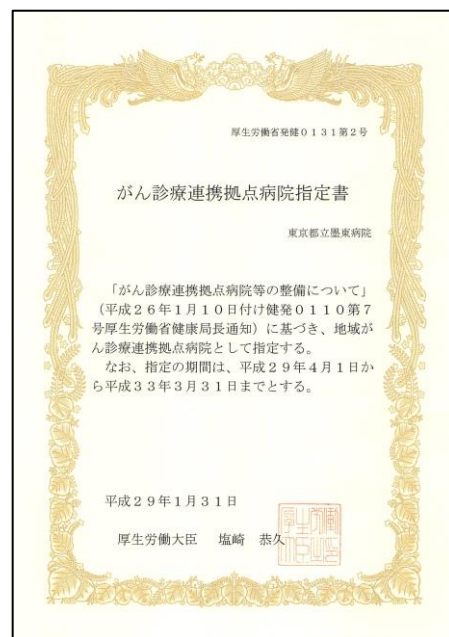 厚生労働省発健0131第2号
がん診療連携拠点病院指定書
東京都立墨東病院
「がん診療連携拠点病院等の整備について」
(平成26年1月10日付け健発0110第7
号厚生労働省健康局長通知)に基づき、地域が
ん診療連携拠点病院として指定する。
なお、指定の期間は、平成29年4月1日か
ら平成33年3月31日までとする。
平成29年1月31日
厚生労働大臣 塩崎 恭久